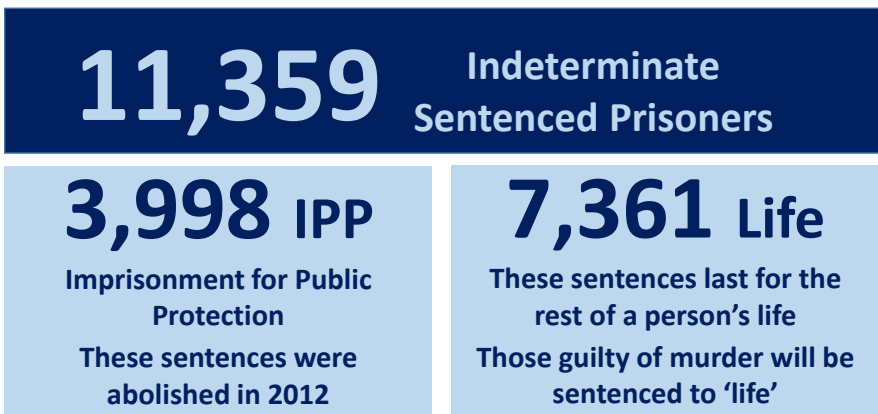 11,359 Indeterminate
Sentenced Prisoners
3,998 IPP
Imprisonment for Public
Protection
These sentences were
abolished in 2012
7,361 Life
These sentences last for the
rest of a person’s life
Those guilty of murder will be
sentenced to ‘life’